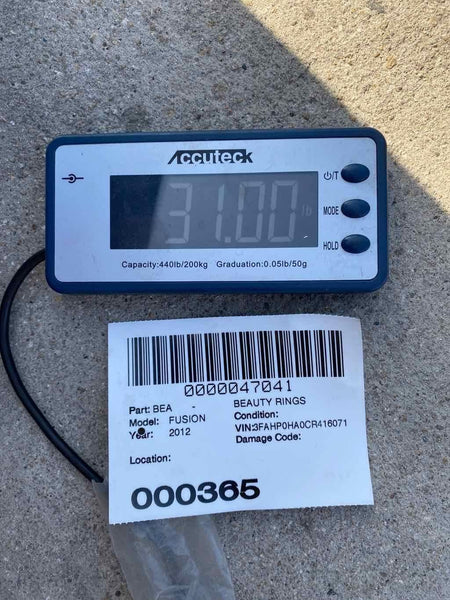 Accuteck
⏻/T
31.00 lb
MODE
HOLD
Capacity:440lb/200kg Graduation:0.05lb/50g
0000047041
Part: BEA - BEAUTY RINGS
Model: FUSION Condition:
Year: 2012 VIN:3FAHP0HA0CR416071
Damage Code:
Location:
000365